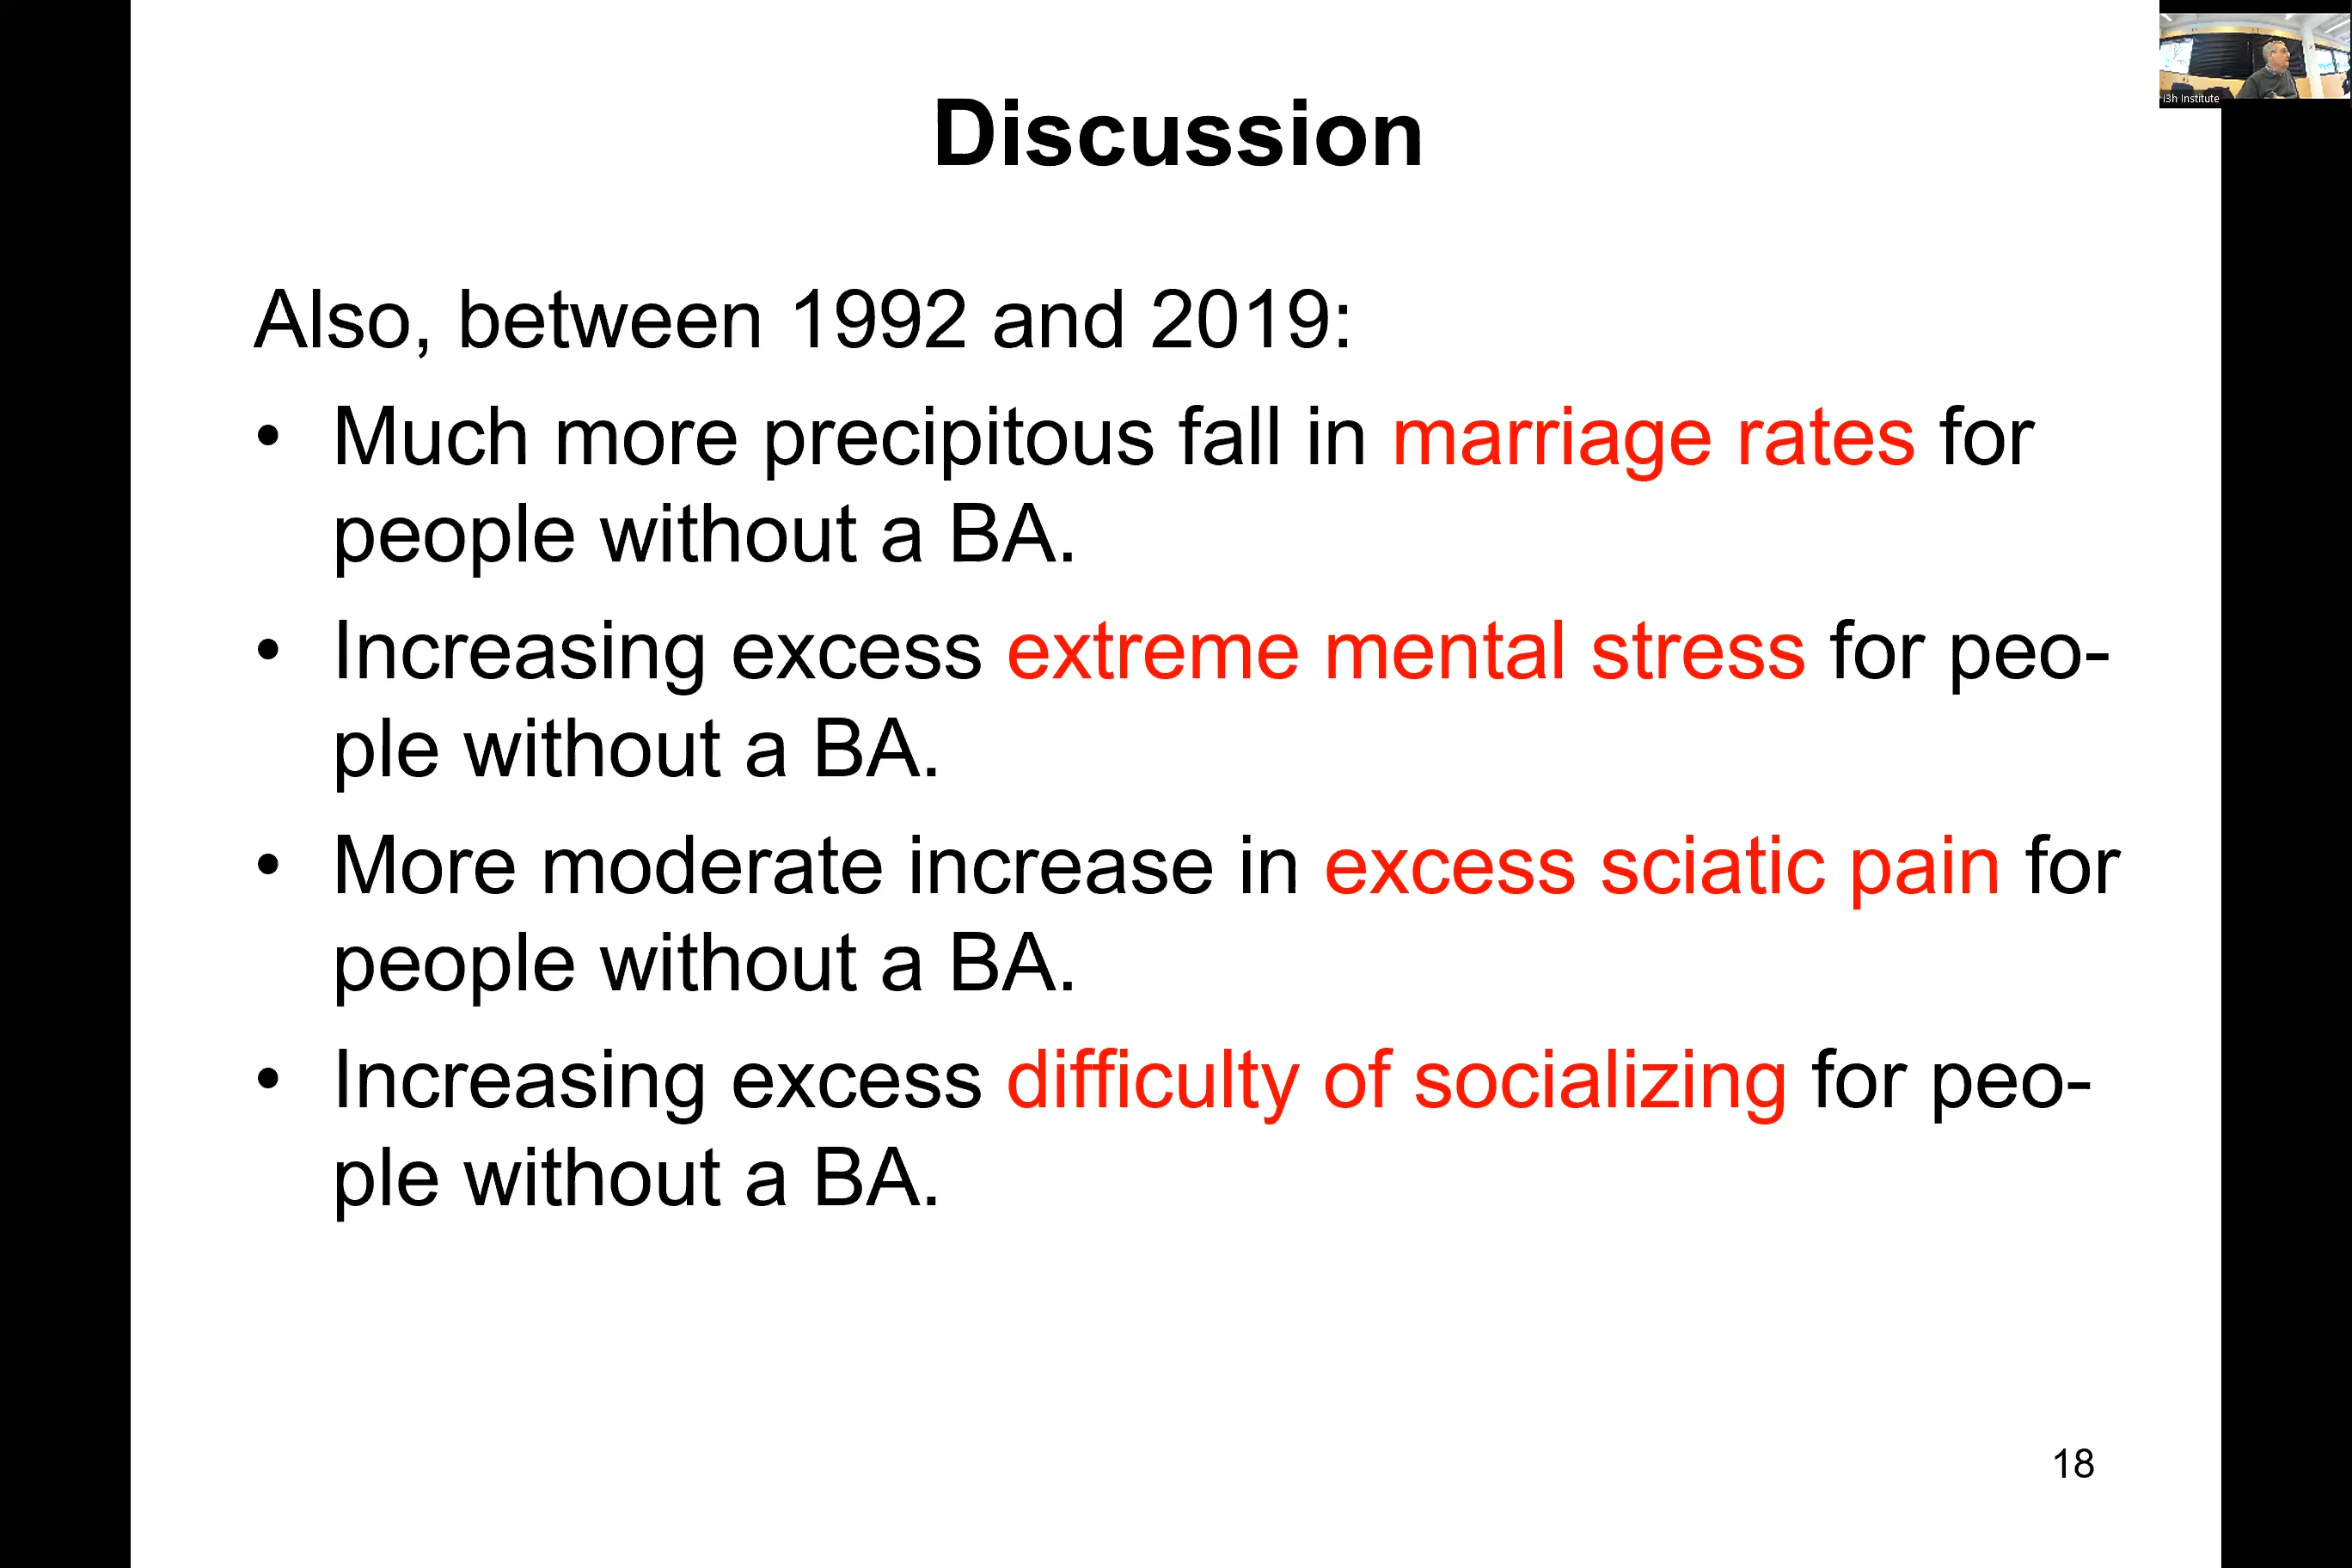 i3h Institute
Discussion
Also, between 1992 and 2019:
• Much more precipitous fall in marriage rates for
people without a BA.
• Increasing excess extreme mental stress for peo-
ple without a BA.
• More moderate increase in excess sciatic pain for
people without a BA.
• Increasing excess difficulty of socializing for peo-
ple without a BA.
18